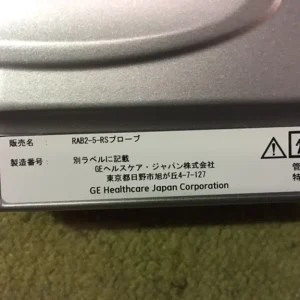 販売名 : RAB2-5-RSプローブ
製造番号: 別ラベルに記載
GEヘルスケア・ジャパン株式会社
東京都日野市旭が丘4-7-127
GE Healthcare Japan Corporation
管
特